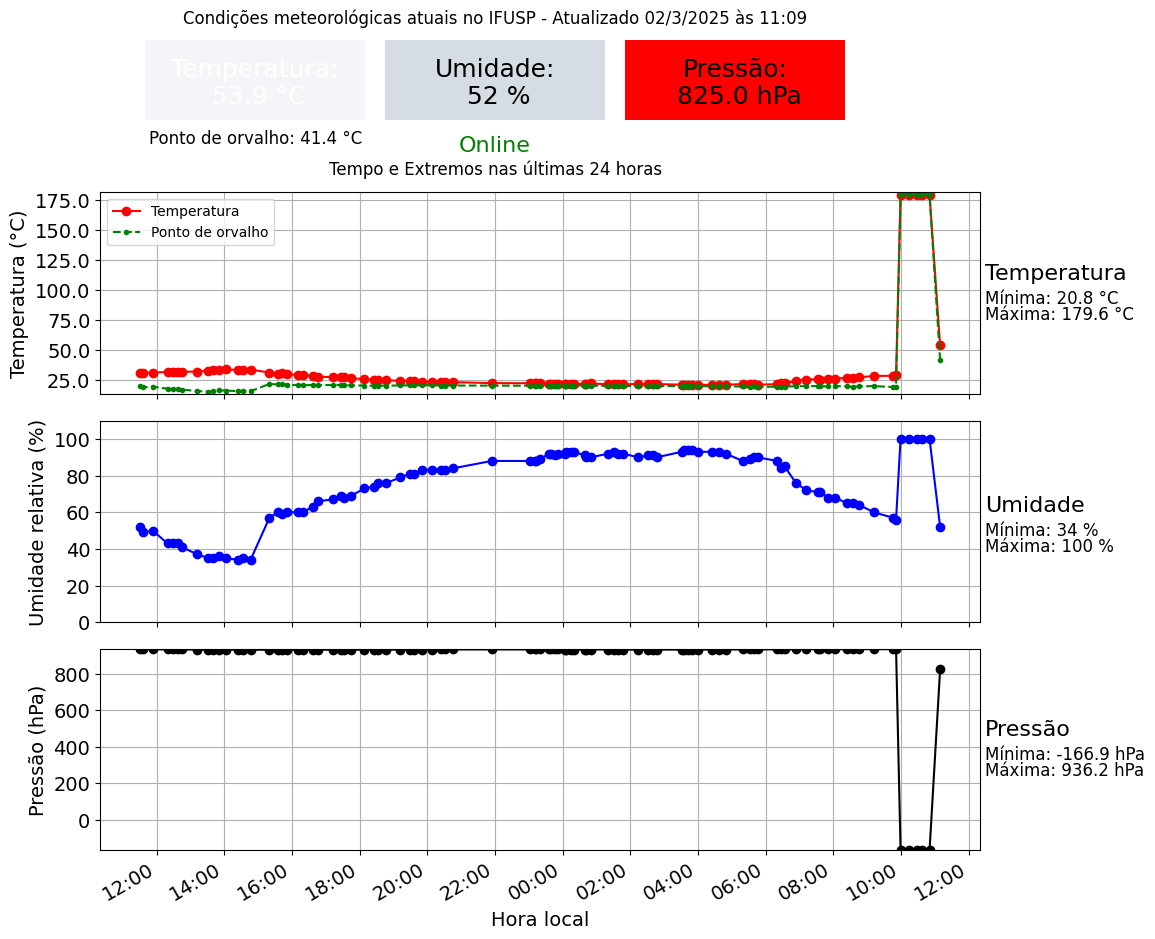 Condições meteorológicas atuais no IFUSP - Atualizado 02/3/2025 às 11:09
Temperatura:
53.9 °C
Umidade:
52 %
Pressão:
825.0 hPa
Ponto de orvalho: 41.4 °C
Online
Tempo e Extremos nas últimas 24 horas
Temperatura (°C)
175.0
150.0
125.0
100.0
75.0
50.0
25.0
Temperatura
Ponto de orvalho
Temperatura
Mínima: 20.8 °C
Máxima: 179.6 °C
Umidade relativa (%)
100
80
60
40
20
0
Umidade
Mínima: 34 %
Máxima: 100 %
Pressão (hPa)
800
600
400
200
0
Pressão
Mínima: -166.9 hPa
Máxima: 936.2 hPa
12:00
14:00
16:00
18:00
20:00
22:00
00:00
02:00
04:00
06:00
08:00
10:00
12:00
Hora local